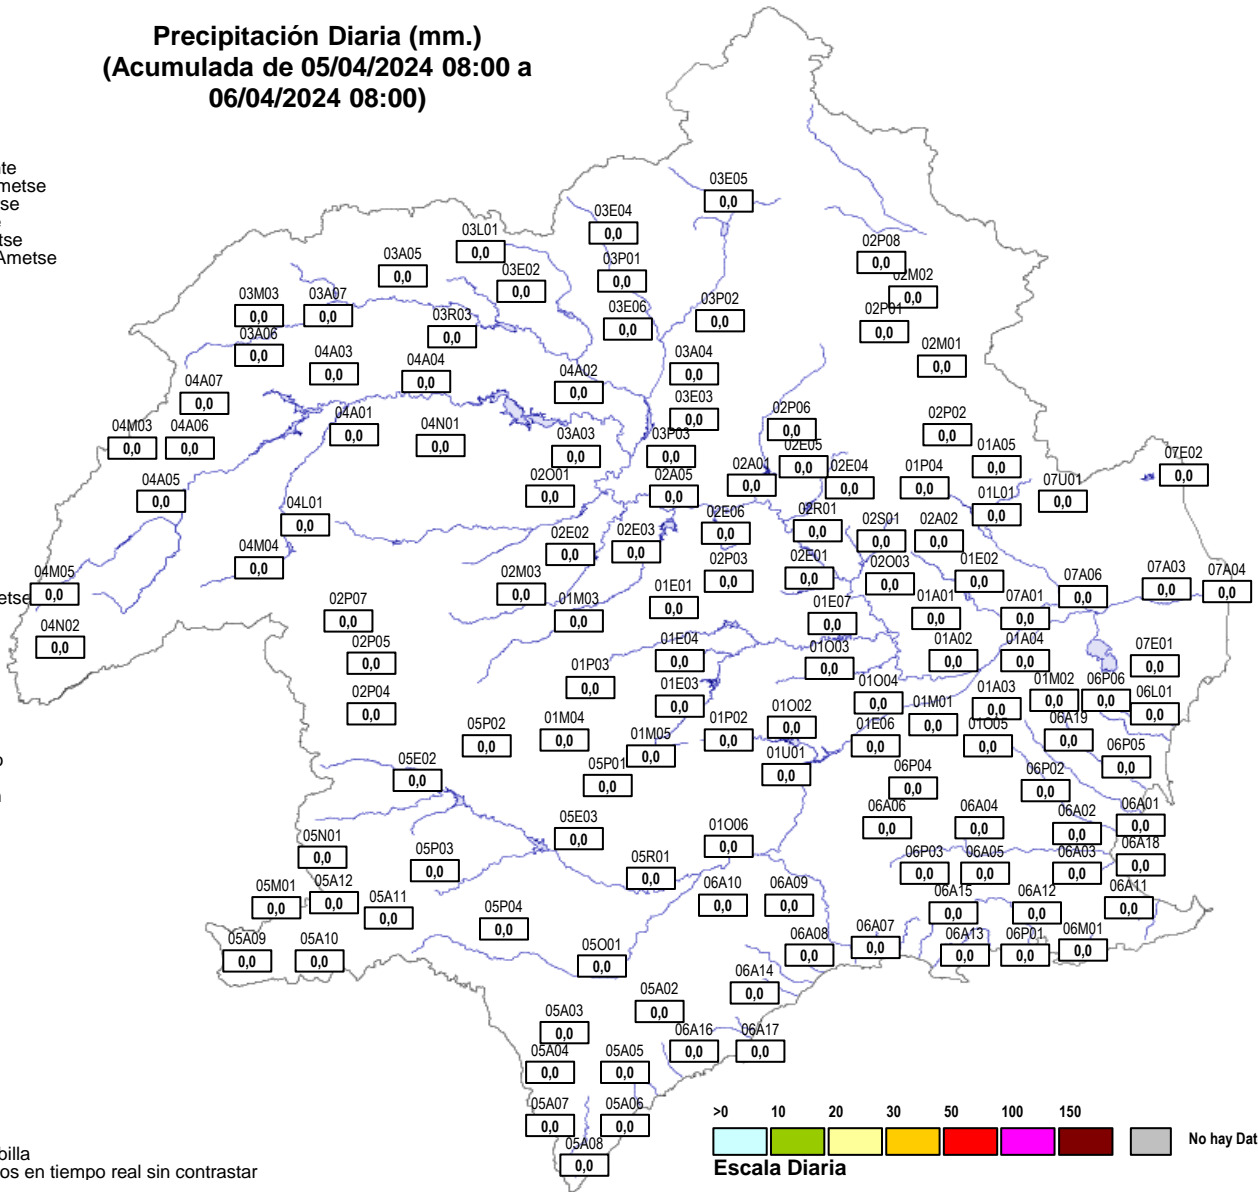 Precipitación Diaria (mm.)
(Acumulada de 05/04/2024 08:00 a
06/04/2024 08:00)
03E05
0,0
03E04
0,0
03L01
0,0
02P08
0,0
03A05
0,0
03P01
0,0
03E02
0,0
02M02
0,0
03M03
0,0
03A07
0,0
03P02
0,0
03E06
0,0
02P01
0,0
03R03
0,0
03A06
0,0
04A03
0,0
04A04
0,0
03A04
0,0
02M01
0,0
04A02
0,0
04A07
0,0
03E03
0,0
04A01
0,0
02P06
0,0
02P02
0,0
04M03
0,0
04A06
0,0
04N01
0,0
03A03
0,0
03P03
0,0
02E05
0,0
01A05
0,0
07E02
0,0
02O01
0,0
02A05
0,0
02A01
0,0
02E04
0,0
01P04
0,0
07U01
0,0
04A05
0,0
01L01
0,0
04L01
0,0
02E06
0,0
02R01
0,0
02S01
0,0
02A02
0,0
02E02
0,0
02E03
0,0
04M04
0,0
02P03
0,0
02E01
0,0
02O03
0,0
01E02
0,0
04M05
0,0
02M03
0,0
07A06
0,0
07A03
0,0
07A04
0,0
01M03
0,0
01E01
0,0
01E07
0,0
01A01
0,0
07A01
0,0
02P07
0,0
04N02
0,0
02P05
0,0
01E04
0,0
01O03
0,0
01A02
0,0
01A04
0,0
07E01
0,0
01P03
0,0
01E03
0,0
01O04
0,0
01A03
0,0
01M02
0,0
06P06
0,0
06L01
0,0
02P04
0,0
01M01
0,0
05P02
0,0
01M04
0,0
01M05
0,0
01P02
0,0
01O02
0,0
01E06
0,0
01O05
0,0
06A19
0,0
05E02
0,0
05P01
0,0
01U01
0,0
06P04
0,0
06P02
0,0
06P05
0,0
06A06
0,0
06A04
0,0
06A02
0,0
06A01
0,0
05N01
0,0
05E03
0,0
01O06
0,0
05P03
0,0
05R01
0,0
06P03
0,0
06A05
0,0
06A03
0,0
06A18
0,0
05M01
0,0
05A12
0,0
05A11
0,0
06A10
0,0
06A09
0,0
06A15
0,0
06A12
0,0
06A11
0,0
05P04
0,0
05A09
0,0
05A10
0,0
05O01
0,0
06A08
0,0
06A07
0,0
06A13
0,0
06P01
0,0
06M01
0,0
06A14
0,0
05A02
0,0
05A03
0,0
06A16
0,0
06A17
0,0
05A04
0,0
05A05
0,0
05A07
0,0
05A06
0,0
05A08
0,0
>0 10 20 30 50 100 150
No hay Dat
Escala Diaria
nte
metse
tse
Ametse
etse
billa
os en tiempo real sin contrastar